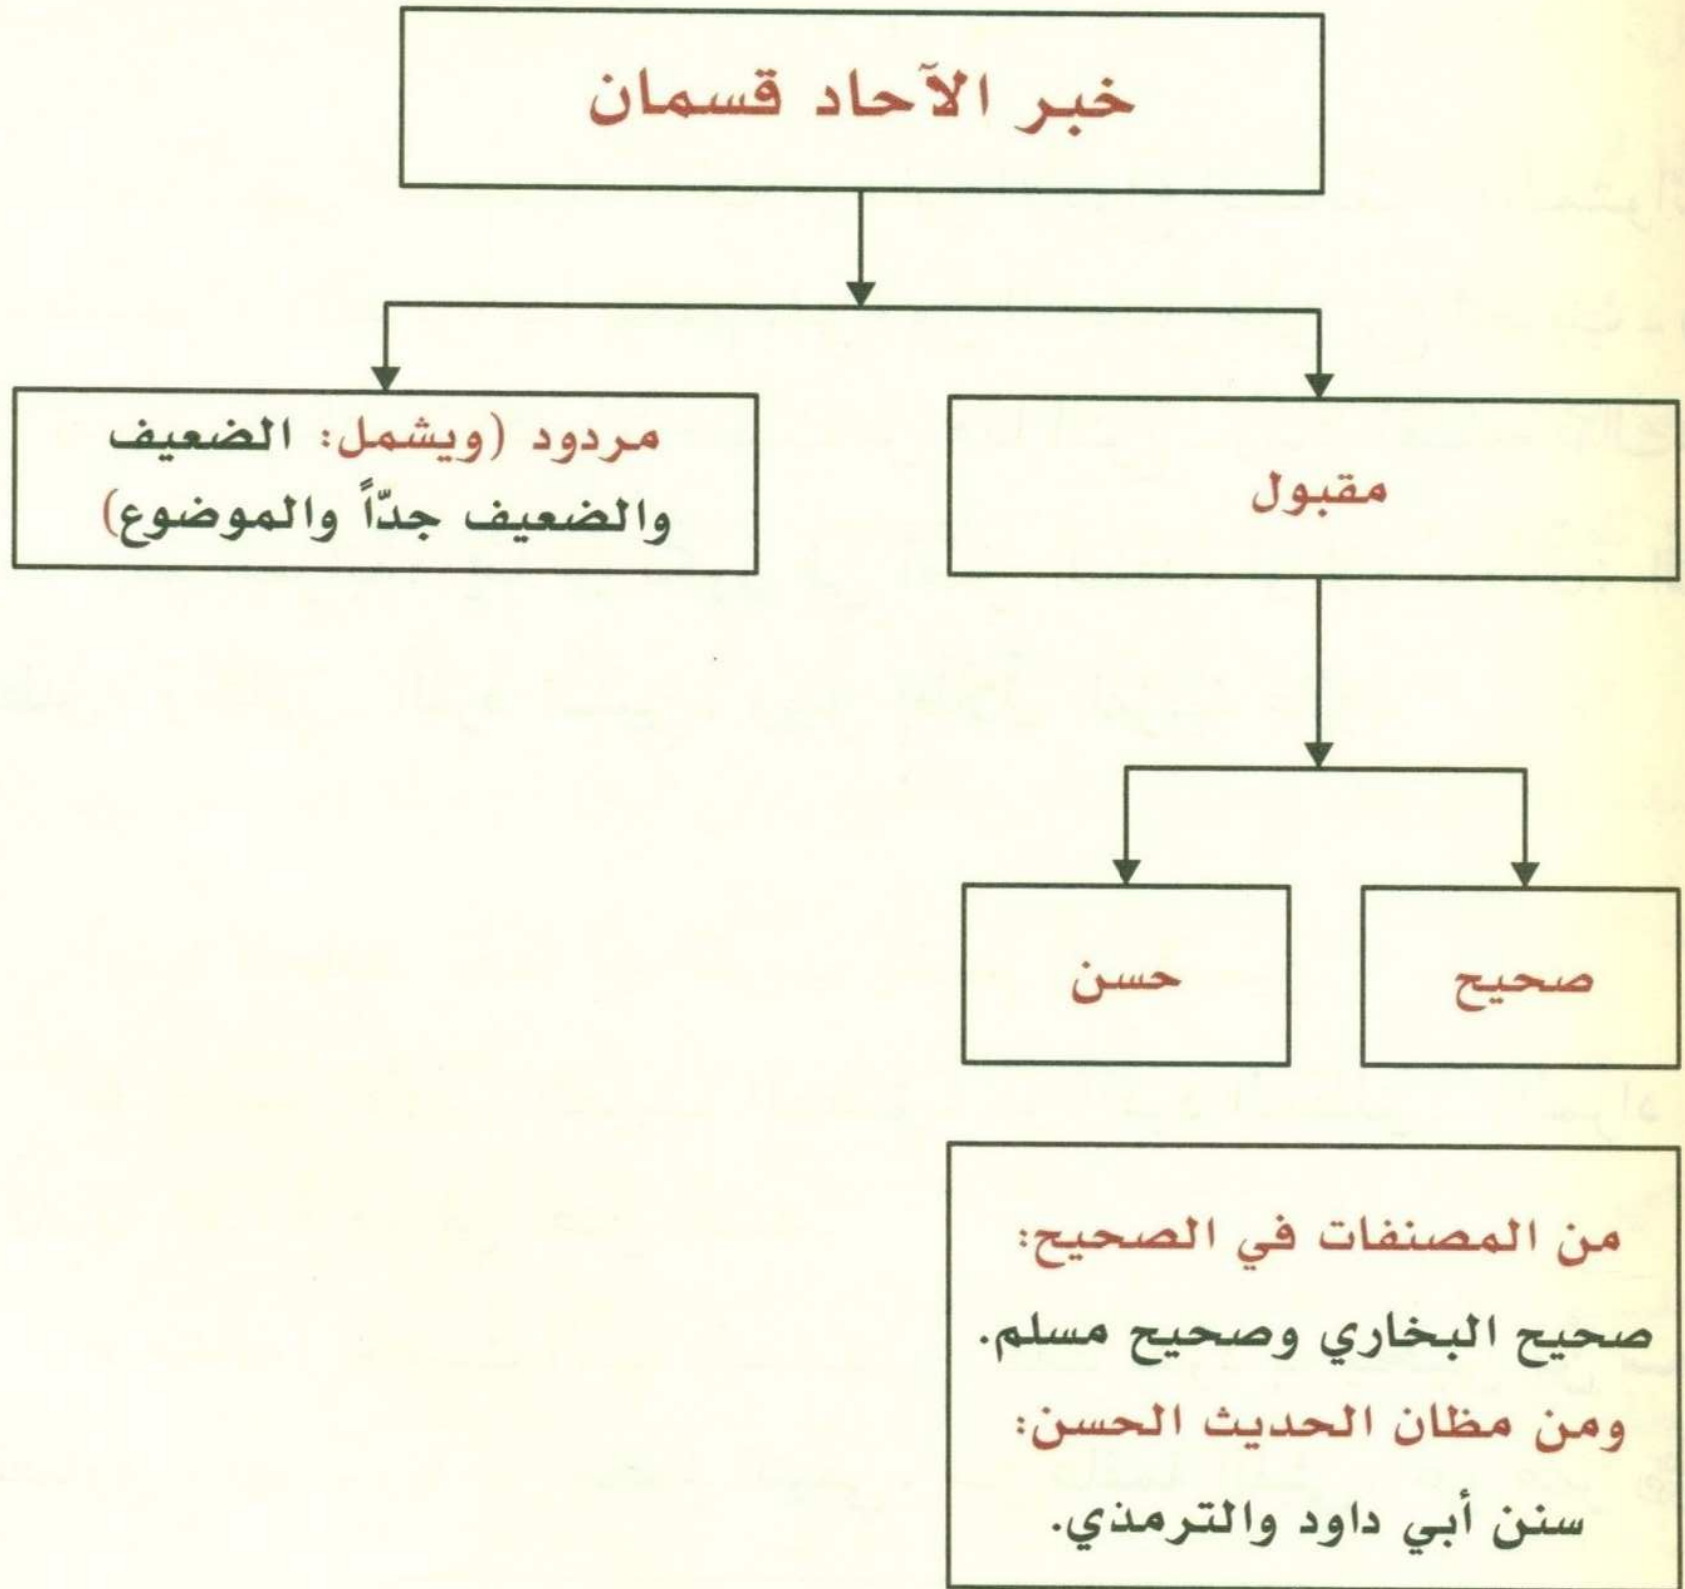 خبر الآحاد قسمان
مقبول
مردود (ويشمل: الضعيف
والضعيف جدّاً والموضوع)
صحيح
حسن
من المصنفات في الصحيح:
صحيح البخاري وصحيح مسلم.
ومن مظان الحديث الحسن:
سنن أبي داود والترمذي.